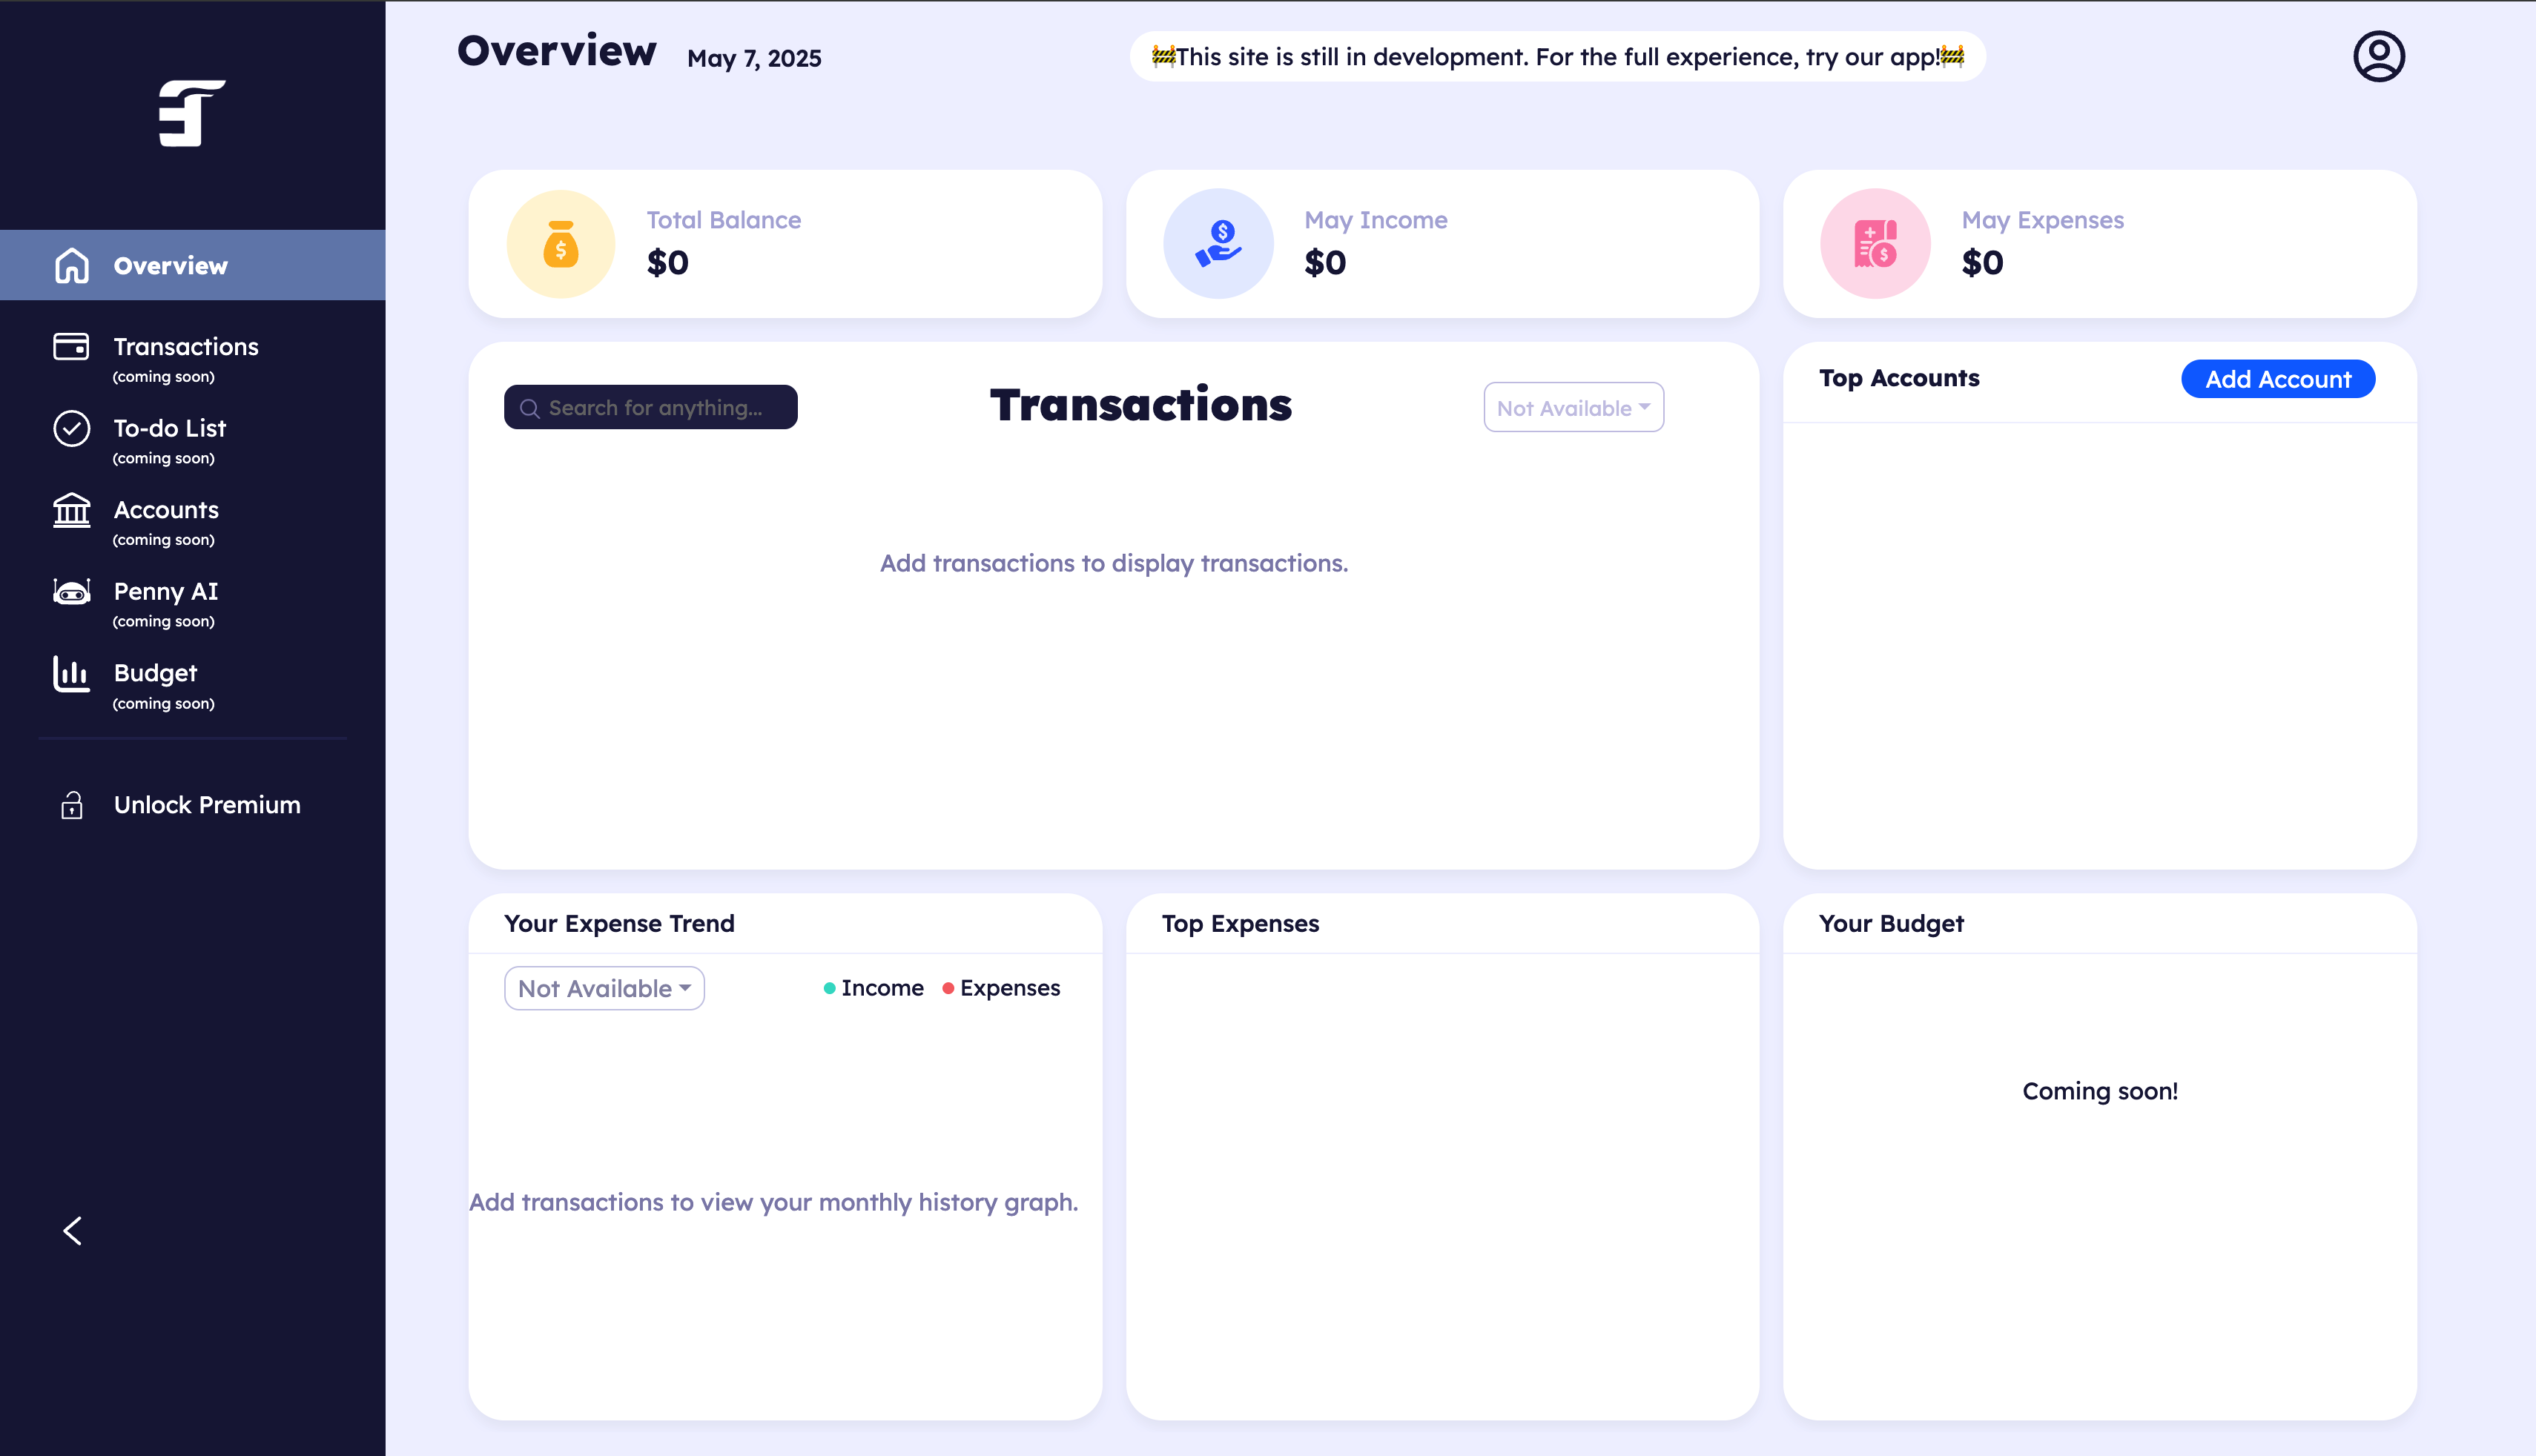 Overview May 7, 2025
🚧This site is still in development. For the full experience, try our app!🚧
Overview
Transactions
(coming soon)
To-do List
(coming soon)
Accounts
(coming soon)
Penny AI
(coming soon)
Budget
(coming soon)
Unlock Premium
Total Balance
$0
May Income
$0
May Expenses
$0
Search for anything...
Transactions
Not Available
Add transactions to display transactions.
Top Accounts
Add Account
Your Expense Trend
Not Available
Income
Expenses
Add transactions to view your monthly history graph.
Top Expenses
Your Budget
Coming soon!